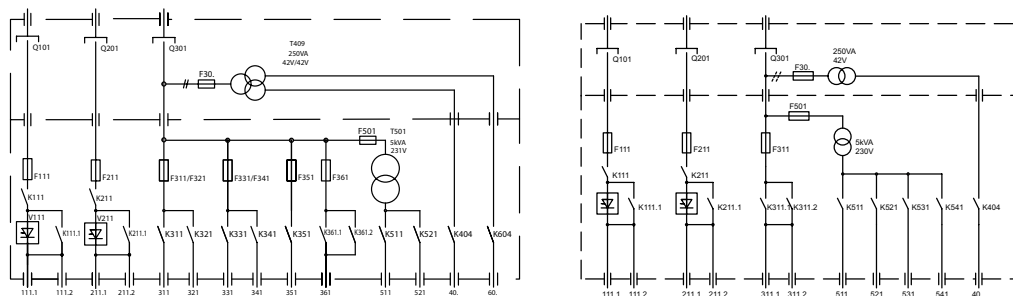 Q101
Q201
Q301
T409
250VA
42V/42V
F30.
F501
T501
5kVA
231V
F111
F211
F311/F321
F331/F341
F351
F361
K111
K211
V111
V211
K111.1
K211.1
K311
K321
K331
K341
K351
K361.1
K361.2
K511
K521
K404
K604
111.1
111.2
211.1
211.2
311
321
331
341
351
361
511
521
40.
60.
Q101
Q201
Q301
250VA
42V
F30.
F501
5kVA
230V
F111
F211
F311
K111
K211
K111.1
K211.1
K311.1
K311.2
K511
K521
K531
K541
K404
111.1
111.2
211.1
211.2
311.1
311.2
511
521
531
541
40